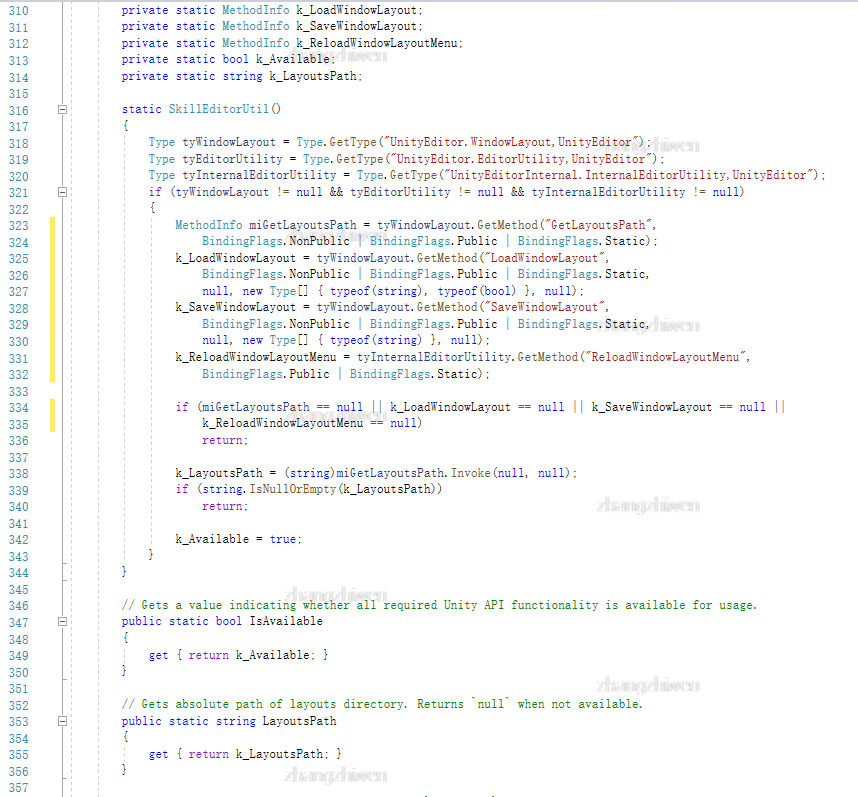 310 private static MethodInfo k_LoadWindowLayout;
311 private static MethodInfo k_SaveWindowLayout;
312 private static MethodInfo k_ReloadWindowLayoutMenu;
313 private static bool k_Available;
zhangzhiwen
314 private static string k_LayoutsPath;
315
316 static SkillEditorUtil()
317 {
318 Type tyWindowLayout = Type.GetType("UnityEditor.WindowLayout,UnityEditor");
zhangzhiwen
319 Type tyEditorUtility = Type.GetType("UnityEditor.EditorUtility,UnityEditor");
320 Type tyInternalEditorUtility = Type.GetType("UnityEditorInternal.InternalEditorUtility,UnityEditor");
321 if (tyWindowLayout != null && tyEditorUtility != null && tyInternalEditorUtility != null)
322 {
323 MethodInfo miGetLayoutsPath = tyWindowLayout.GetMethod("GetLayoutsPath",
zhangzhiwen
324 BindingFlags.NonPublic | BindingFlags.Public | BindingFlags.Static);
325 k_LoadWindowLayout = tyWindowLayout.GetMethod("LoadWindowLayout",
326 BindingFlags.NonPublic | BindingFlags.Public | BindingFlags.Static,
327 null, new Type[] { typeof(string), typeof(bool) }, null);
328 k_SaveWindowLayout = tyWindowLayout.GetMethod("SaveWindowLayout",
329 BindingFlags.NonPublic | BindingFlags.Public | BindingFlags.Static,
zhangzhiwen
330 null, new Type[] { typeof(string) }, null);
331 k_ReloadWindowLayoutMenu = tyInternalEditorUtility.GetMethod("ReloadWindowLayoutMenu",
332 BindingFlags.Public | BindingFlags.Static);
333
334 if (miGetLayoutsPath == null || k_LoadWindowLayout == null || k_SaveWindowLayout == null ||
zhangzhiwen
335 k_ReloadWindowLayoutMenu == null)
336 return;
337
338 k_LayoutsPath = (string)miGetLayoutsPath.Invoke(null, null);
339 if (string.IsNullOrEmpty(k_LayoutsPath))
340 return;
zhangzhiwen
341
342 k_Available = true;
343 }
344 }
345
zhangzhiwen
346 // Gets a value indicating whether all required Unity API functionality is available for usage.
347 public static bool IsAvailable
348 {
349 get { return k_Available; }
350 }
351
zhangzhiwen
352 // Gets absolute path of layouts directory. Returns `null` when not available.
353 public static string LayoutsPath
354 {
355 get { return k_LayoutsPath; }
356 }
zhangzhiwen
357